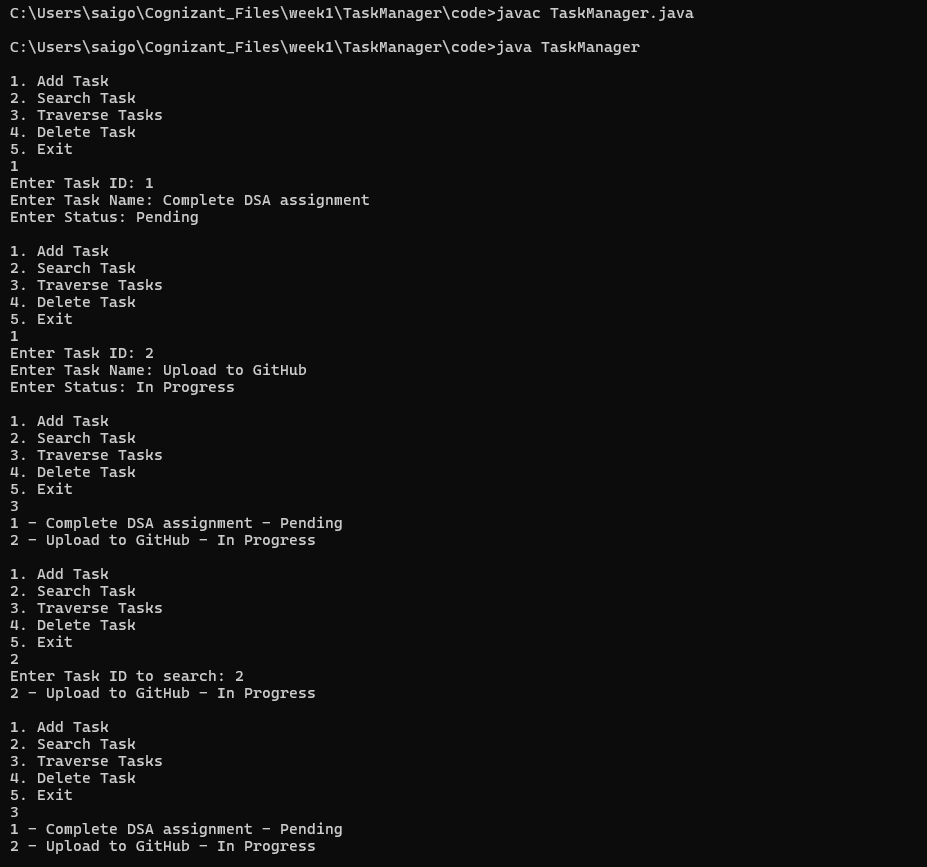 C:\Users\saigo\Cognizant_Files\week1\TaskManager\code>javac TaskManager.java
C:\Users\saigo\Cognizant_Files\week1\TaskManager\code>java TaskManager
1. Add Task
2. Search Task
3. Traverse Tasks
4. Delete Task
5. Exit
1
Enter Task ID: 1
Enter Task Name: Complete DSA assignment
Enter Status: Pending
1. Add Task
2. Search Task
3. Traverse Tasks
4. Delete Task
5. Exit
1
Enter Task ID: 2
Enter Task Name: Upload to GitHub
Enter Status: In Progress
1. Add Task
2. Search Task
3. Traverse Tasks
4. Delete Task
5. Exit
3
1 - Complete DSA assignment - Pending
2 - Upload to GitHub - In Progress
1. Add Task
2. Search Task
3. Traverse Tasks
4. Delete Task
5. Exit
2
Enter Task ID to search: 2
2 - Upload to GitHub - In Progress
1. Add Task
2. Search Task
3. Traverse Tasks
4. Delete Task
5. Exit
3
1 - Complete DSA assignment - Pending
2 - Upload to GitHub - In Progress